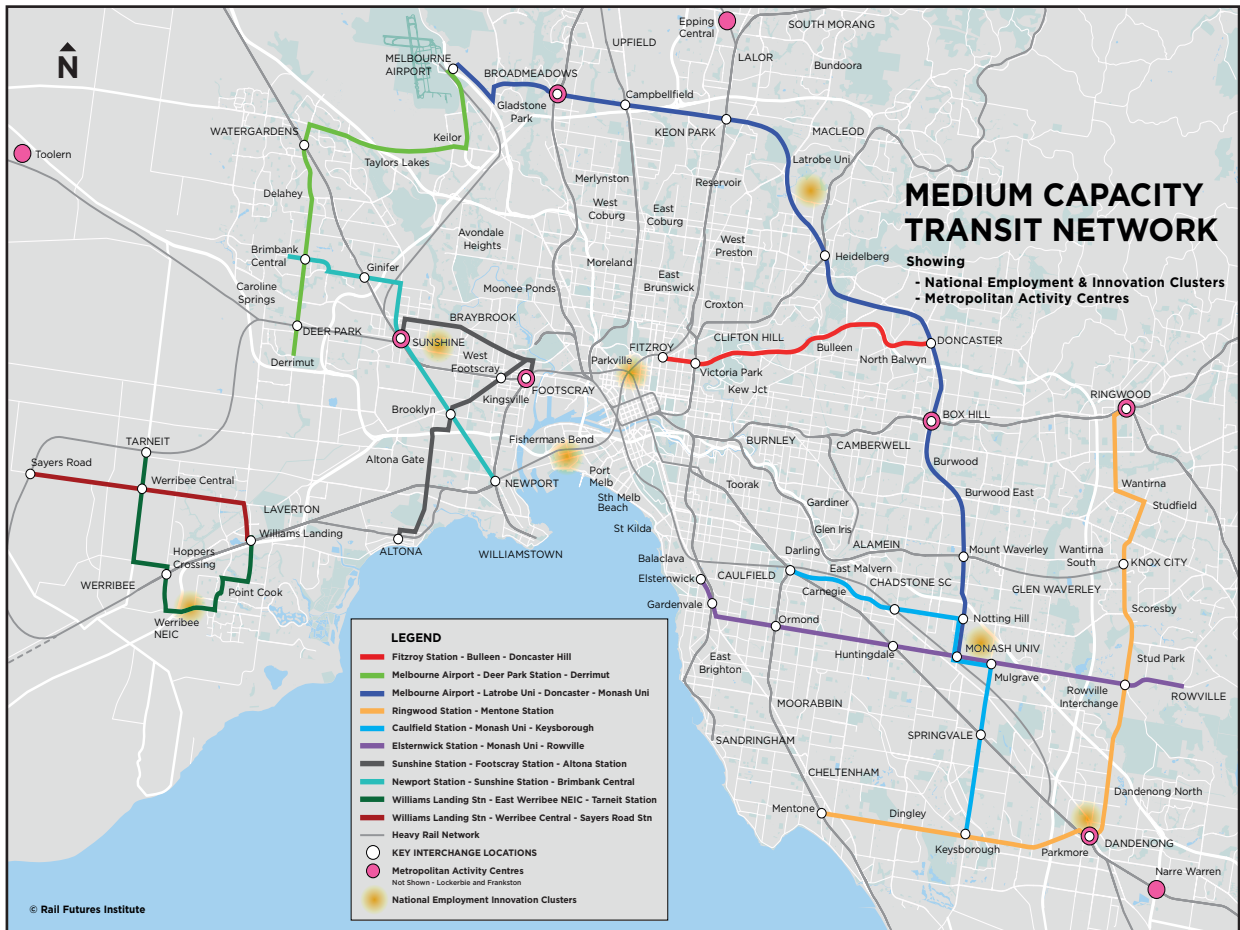 Epping
Central
SOUTH MORANG
UPFIELD
LALOR
Bundoora
N
MELBOURNE
AIRPORT
BROADMEADOWS
Gladstone
Park
Campbellfield
KEON PARK
MACLEOD
Latrobe Uni
WATERGARDENS
Keilor
Taylors Lakes
Toolern
Delahey
Merlynston
Reservoir
West
Coburg
East
Coburg
MEDIUM CAPACITY
TRANSIT NETWORK
Showing
- National Employment & Innovation Clusters
- Metropolitan Activity Centres
Avondale
Heights
West
Preston
Brimbank
Central
Ginifer
Moreland
Heidelberg
Caroline
Springs
Moonee Ponds
East
Brunswick
Croxton
BRAYBROOK
DEER PARK
SUNSHINE
CLIFTON HILL
FITZROY
Bulleen
DONCASTER
North Balwyn
Derrimut
West
Footscray
Parkville
Victoria Park
Kew Jct
FOOTSCRAY
Kingsville
RINGWOOD
Brooklyn
BOX HILL
TARNEIT
Fishermans Bend
BURNLEY
CAMBERWELL
Sayers Road
Altona Gate
Burwood
Werribee Central
NEWPORT
Port
Melb
Toorak
Wantirna
Burwood East
Studfield
LAVERTON
Sth Melb
Beach
Gardiner
Williams Landing
St Kilda
Glen Iris
ALTONA
WILLIAMSTOWN
ALAMEIN
Hoppers
Crossing
Darling
Mount Waverley
Wantirna
South
KNOX CITY
Balaclava
East Malvern
WERRIBEE
Elsternwick
CAULFIELD
CHADSTONE SC
GLEN WAVERLEY
Point Cook
Carnegie
Gardenvale
Scoresby
Werribee
NEIC
Ormond
Notting Hill
Huntingdale
MONASH UNIV
East
Brighton
Mulgrave
Stud Park
Rowville
Interchange
ROWVILLE
MOORABBIN
SPRINGVALE
SANDRINGHAM
CHELTENHAM
Dandenong North
Mentone
Dingley
Keysborough
Parkmore
DANDENONG
Narre Warren
LEGEND
Fitzroy Station - Bulleen - Doncaster Hill
Melbourne Airport - Deer Park Station - Derrimut
Melbourne Airport - Latrobe Uni - Doncaster - Monash Uni
Ringwood Station - Mentone Station
Caulfield Station - Monash Uni - Keysborough
Elsternwick Station - Monash Uni - Rowville
Sunshine Station - Footscray Station - Altona Station
Newport Station - Sunshine Station - Brimbank Central
Williams Landing Stn - East Werribee NEIC - Tarneit Station
Williams Landing Stn - Werribee Central - Sayers Road Stn
Heavy Rail Network
KEY INTERCHANGE LOCATIONS
Metropolitan Activity Centres
Not Shown - Lockerbie and Frankston
National Employment Innovation Clusters
© Rail Futures Institute